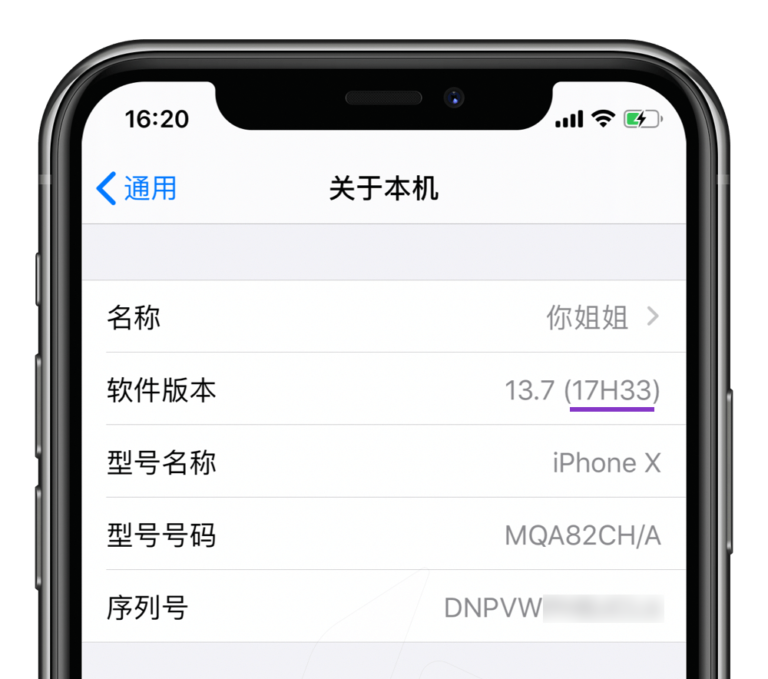 16:20
通用 关于本机
名称 你姐姐
软件版本 13.7 (17H33)
型号名称 iPhone X
型号号码 MQA82CH/A
序列号 DNPVW